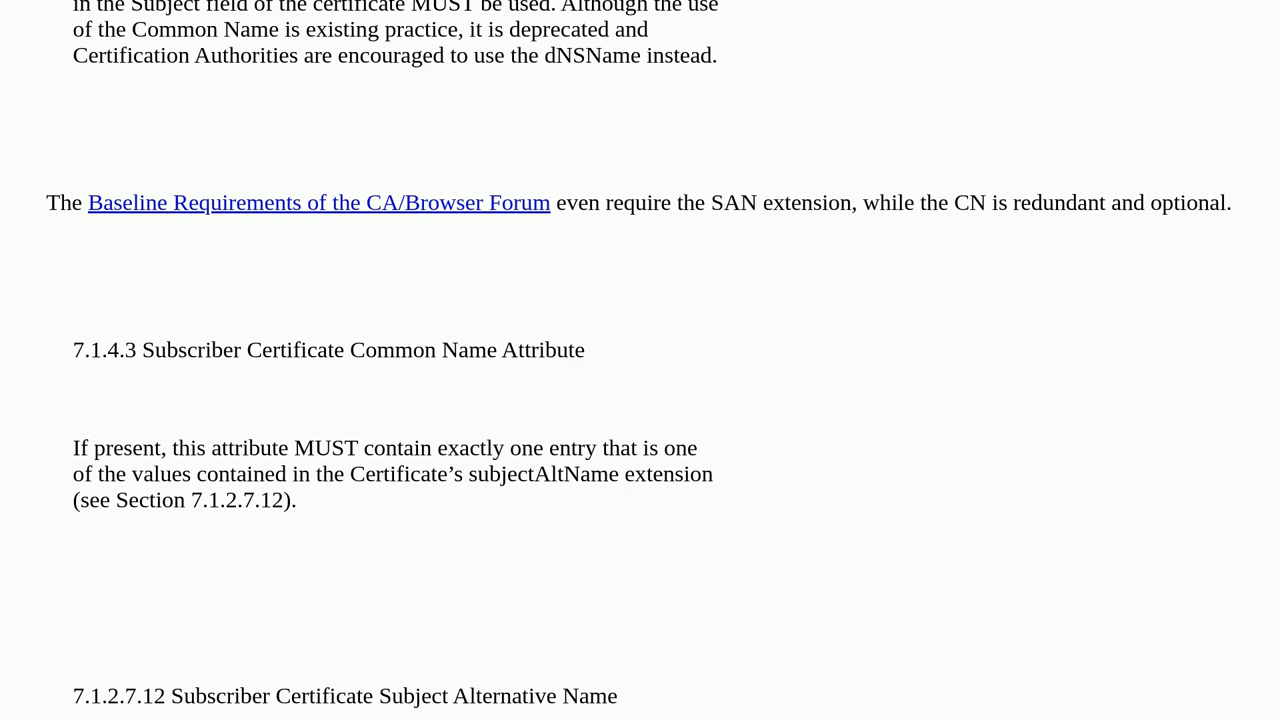 in the Subject field of the certificate MUST be used. Although the use
of the Common Name is existing practice, it is deprecated and
Certification Authorities are encouraged to use the dNSName instead.
The Baseline Requirements of the CA/Browser Forum even require the SAN extension, while the CN is redundant and optional.
7.1.4.3 Subscriber Certificate Common Name Attribute
If present, this attribute MUST contain exactly one entry that is one
of the values contained in the Certificate’s subjectAltName extension
(see Section 7.1.2.7.12).
7.1.2.7.12 Subscriber Certificate Subject Alternative Name